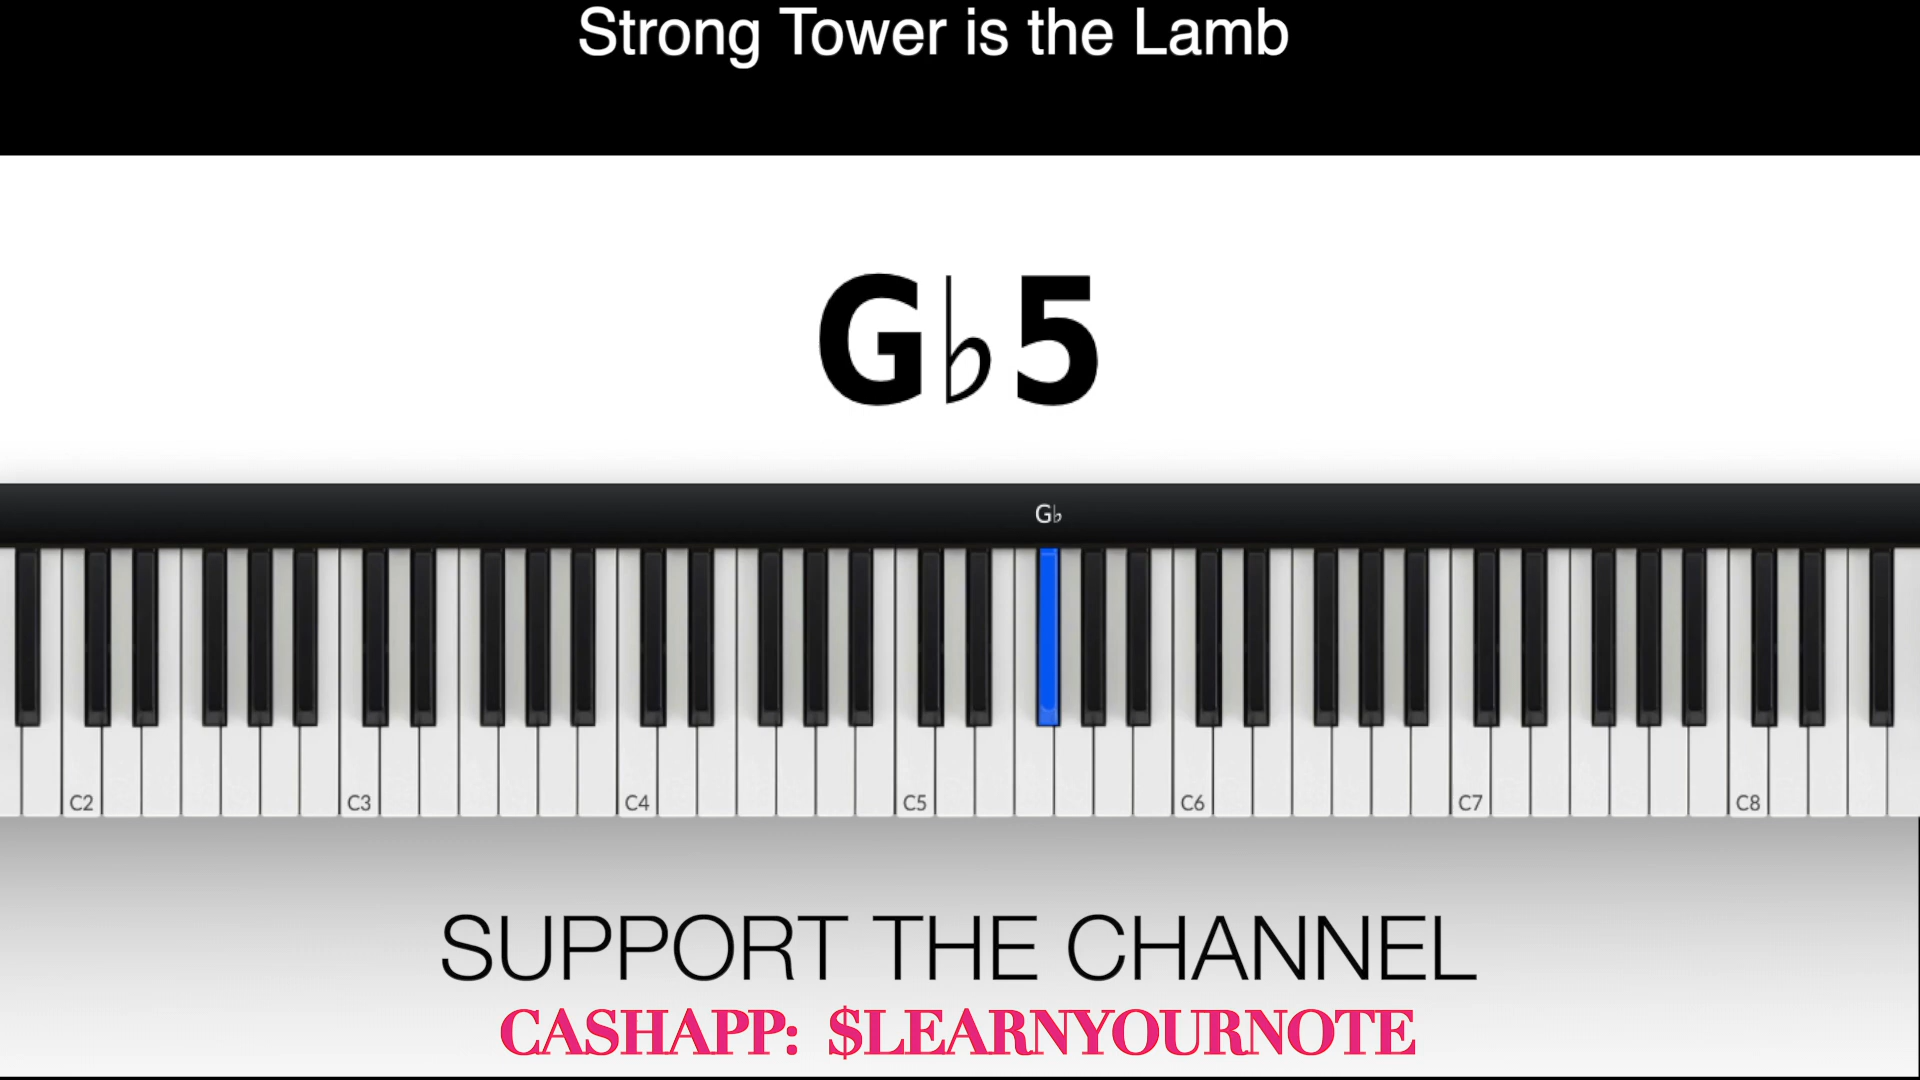 Strong Tower is the Lamb
G♭5
G♭
C2 C3 C4 C5 C6 C7 C8
SUPPORT THE CHANNEL
CASHAPP: $LEARNYOURNOTE